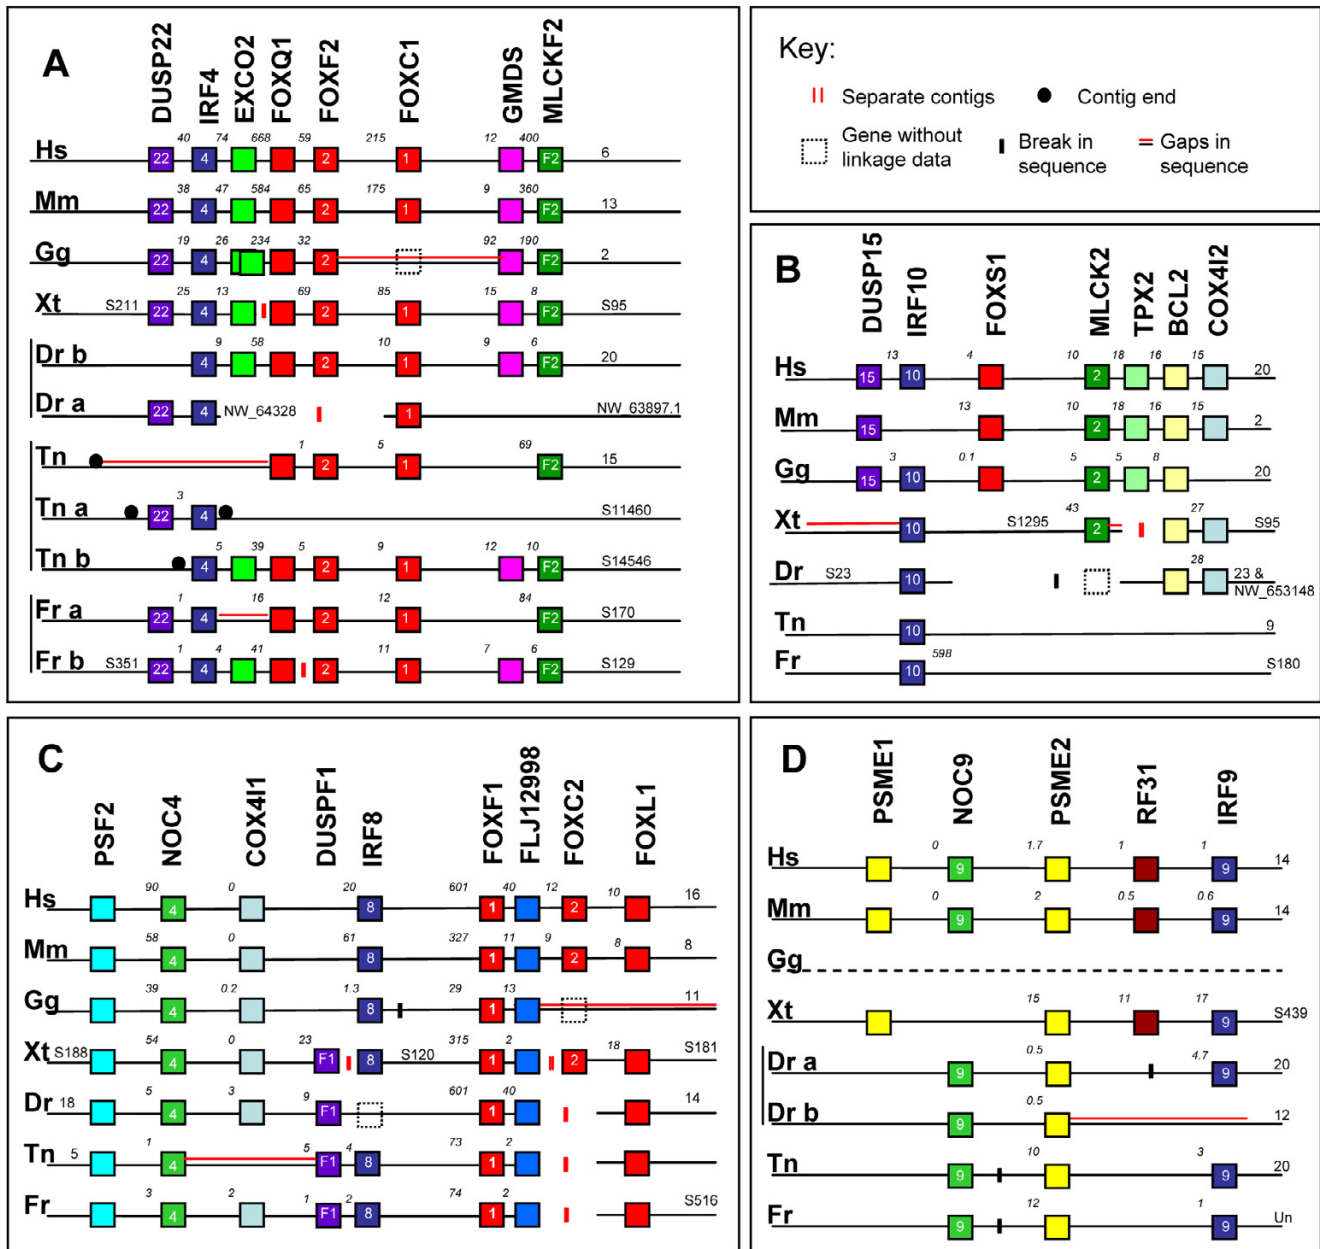 A
DUSP22 IRF4 EXCO2 FOXQ1 FOXF2 FOXC1 GMDS MLCKF2
40 74 668 59 215 12 400
Hs 22 4 2 1 F2 6
38 47 584 65 175 9 360
Mm 22 4 2 1 F2 13
19 26 234 32 92 190
Gg 22 4 2 F2 2
25 13 69 85 15 8
Xt S211 22 4 2 1 F2 S95
9 58 10 9 6
Dr b 4 2 1 F2 20
Dr a 22 4 NW_64328 1 NW_63897.1
1 5 69
Tn 2 1 F2 15
3
Tn a 22 4 S11460
5 39 5 9 12 10
Tn b 4 2 1 F2 S14546
1 16 12 84
Fr a 22 4 2 1 F2 S170
1 4 41 11 7 6
Fr b S351 22 4 2 1 F2 S129
Key:
Separate contigs
Contig end
Gene without
linkage data
Break in
sequence
Gaps in
sequence
B
DUSP15 IRF10 FOXS1 MLCK2 TPX2 BCL2 COX4I2
13 4 10 18 16 15
Hs 15 10 2 20
13 10 18 16 15
Mm 15 2 2
3 0.1 5 5 8
Gg 15 10 2 20
43 27
Xt 10 S1295 2 S95
28
Dr S23 10 23 &
NW_653148
Tn 10 9
598
Fr 10 S180
C
PSF2 NOC4 COX4I1 DUSPF1 IRF8 FOXF1 FLJ12998 FOXC2 FOXL1
90 0 20 601 40 12 10
Hs 4 8 1 2 16
58 0 61 327 11 9 8
Mm 4 8 1 2 8
39 0.2 1.3 29 13
Gg 4 8 1 11
54 0 23 315 2 18
Xt S188 4 F1 8 S120 1 2 S181
5 3 9 601 40
Dr 18 4 F1 1 14
1 5 4 73 2
Tn 5 4 F1 8 1
3 2 1 2 74 2
Fr 4 F1 8 1 S516
D
PSME1 NOC9 PSME2 RF31 IRF9
0 1.7 1 1
Hs 9 9 14
0 2 0.5 0.6
Mm 9 9 14
Gg
15 11 17
Xt 9 S439
0.5 4.7
Dr a 9 9 20
0.5
Dr b 9 12
10 3
Tn 9 9 20
12 1
Fr 9 9 Un